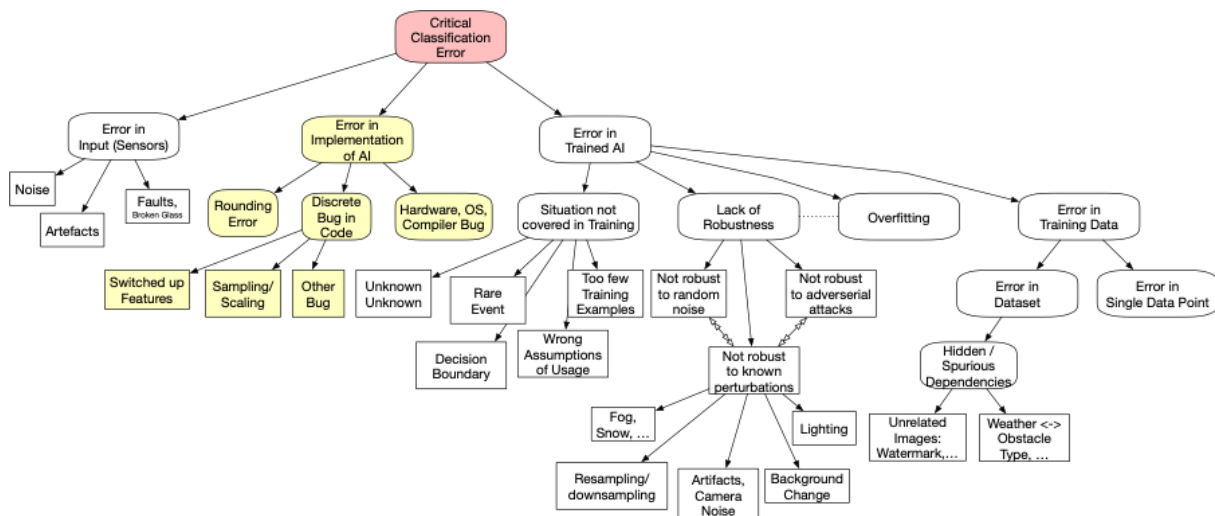 Critical
Classification
Error
Error in
Input (Sensors)
Error in
Implementation
of AI
Error in
Trained AI
Noise
Artefacts
Faults,
Broken Glass
Rounding
Error
Discrete
Bug in
Code
Hardware, OS,
Compiler Bug
Situation not
covered in Training
Lack of
Robustness
Overfitting
Error in
Training Data
Switched up
Features
Sampling/
Scaling
Other
Bug
Unknown
Unknown
Rare
Event
Too few
Training
Examples
Not robust
to random
noise
Not robust
to adverserial
attacks
Error in
Dataset
Error in
Single Data Point
Decision
Boundary
Wrong
Assumptions
of Usage
Not robust
to known
perturbations
Hidden /
Spurious
Dependencies
Fog,
Snow, ...
Lighting
Unrelated
Images:
Watermark,...
Weather <->
Obstacle
Type, ...
Resampling/
downsampling
Artifacts,
Camera
Noise
Background
Change